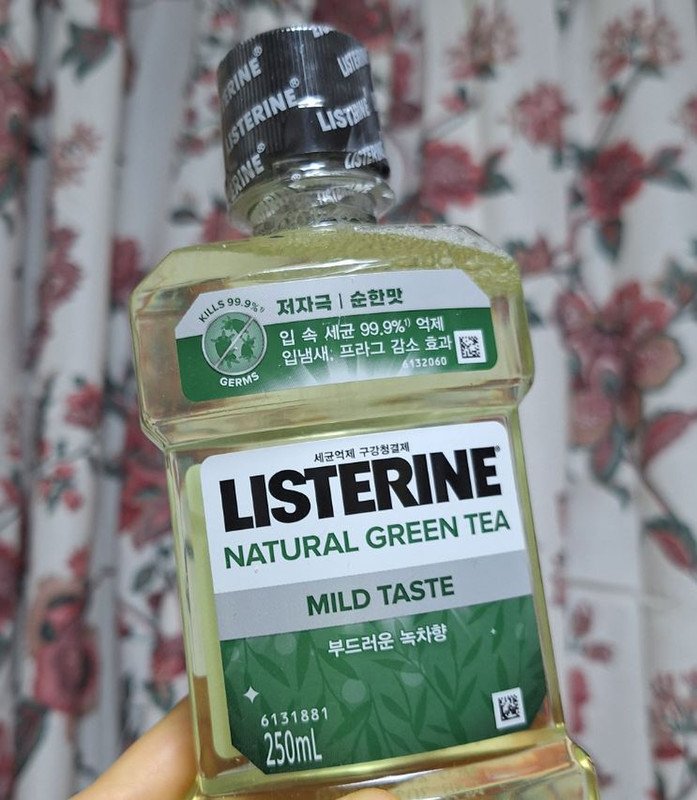 LISTERINE®
LISTERINE®
LISTERINE
KILLS 99.9%¹⁾
GERMS
저자극 | 순한맛
입 속 세균 99.9%¹⁾ 억제
입냄새, 프라그 감소 효과
6132060
세균억제 구강청결제
LISTERINE®
NATURAL GREEN TEA
MILD TASTE
부드러운 녹차향
6131881
250mL